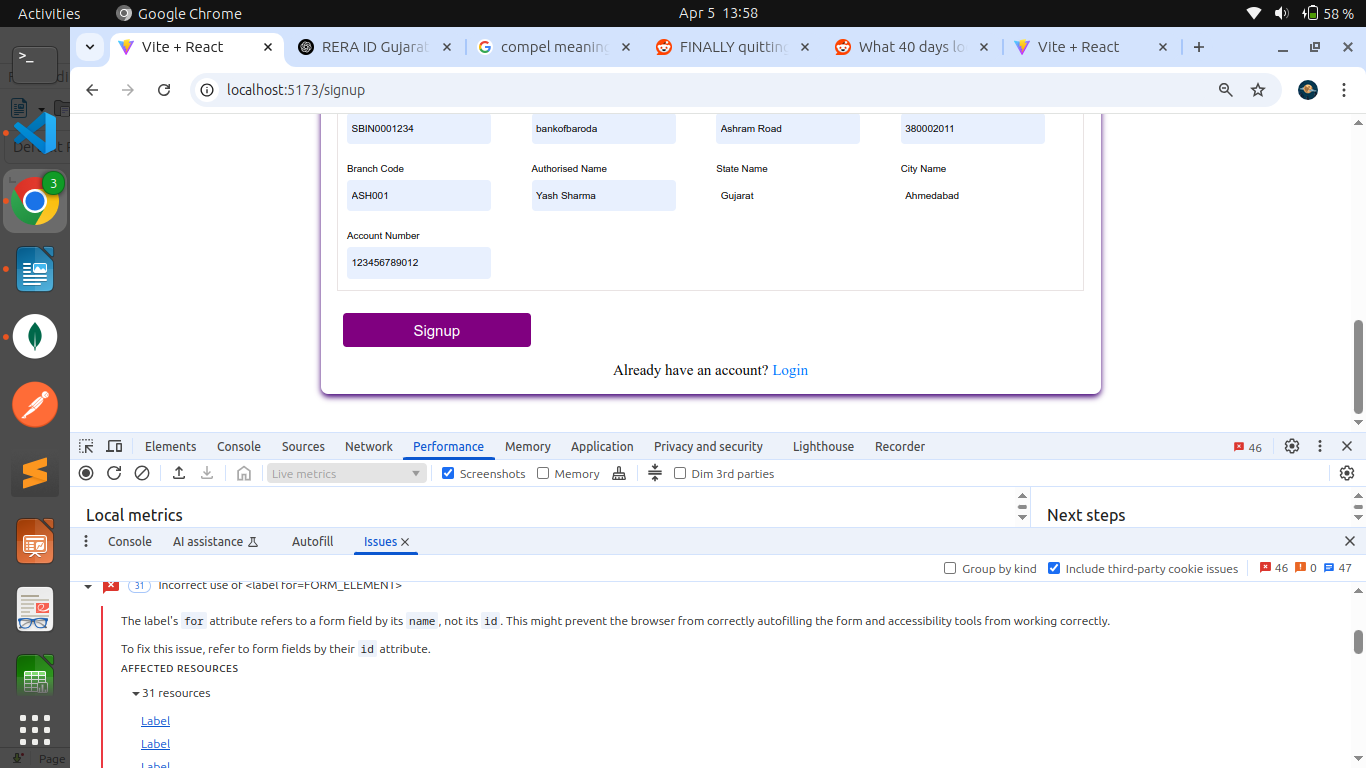 Activities Google Chrome Apr 5 13:58 58 %
Vite + React RERA ID Gujarat compel meaning FINALLY quitting What 40 days lo Vite + React
localhost:5173/signup
SBIN0001234 bankofbaroda Ashram Road 380002011
Branch Code Authorised Name State Name City Name
ASH001 Yash Sharma Gujarat Ahmedabad
Account Number
123456789012
Signup
Already have an account? Login
Elements Console Sources Network Performance Memory Application Privacy and security Lighthouse Recorder 46
Live metrics Screenshots Memory Dim 3rd parties
Local metrics Next steps
Console AI assistance Autofill Issues
Group by kind Include third-party cookie issues 46 0 47
31 Incorrect use of <label for=FORM_ELEMENT>
The label's for attribute refers to a form field by its name, not its id. This might prevent the browser from correctly autofilling the form and accessibility tools from working correctly.
To fix this issue, refer to form fields by their id attribute.
AFFECTED RESOURCES
31 resources
Label
Label
Label
3
Page